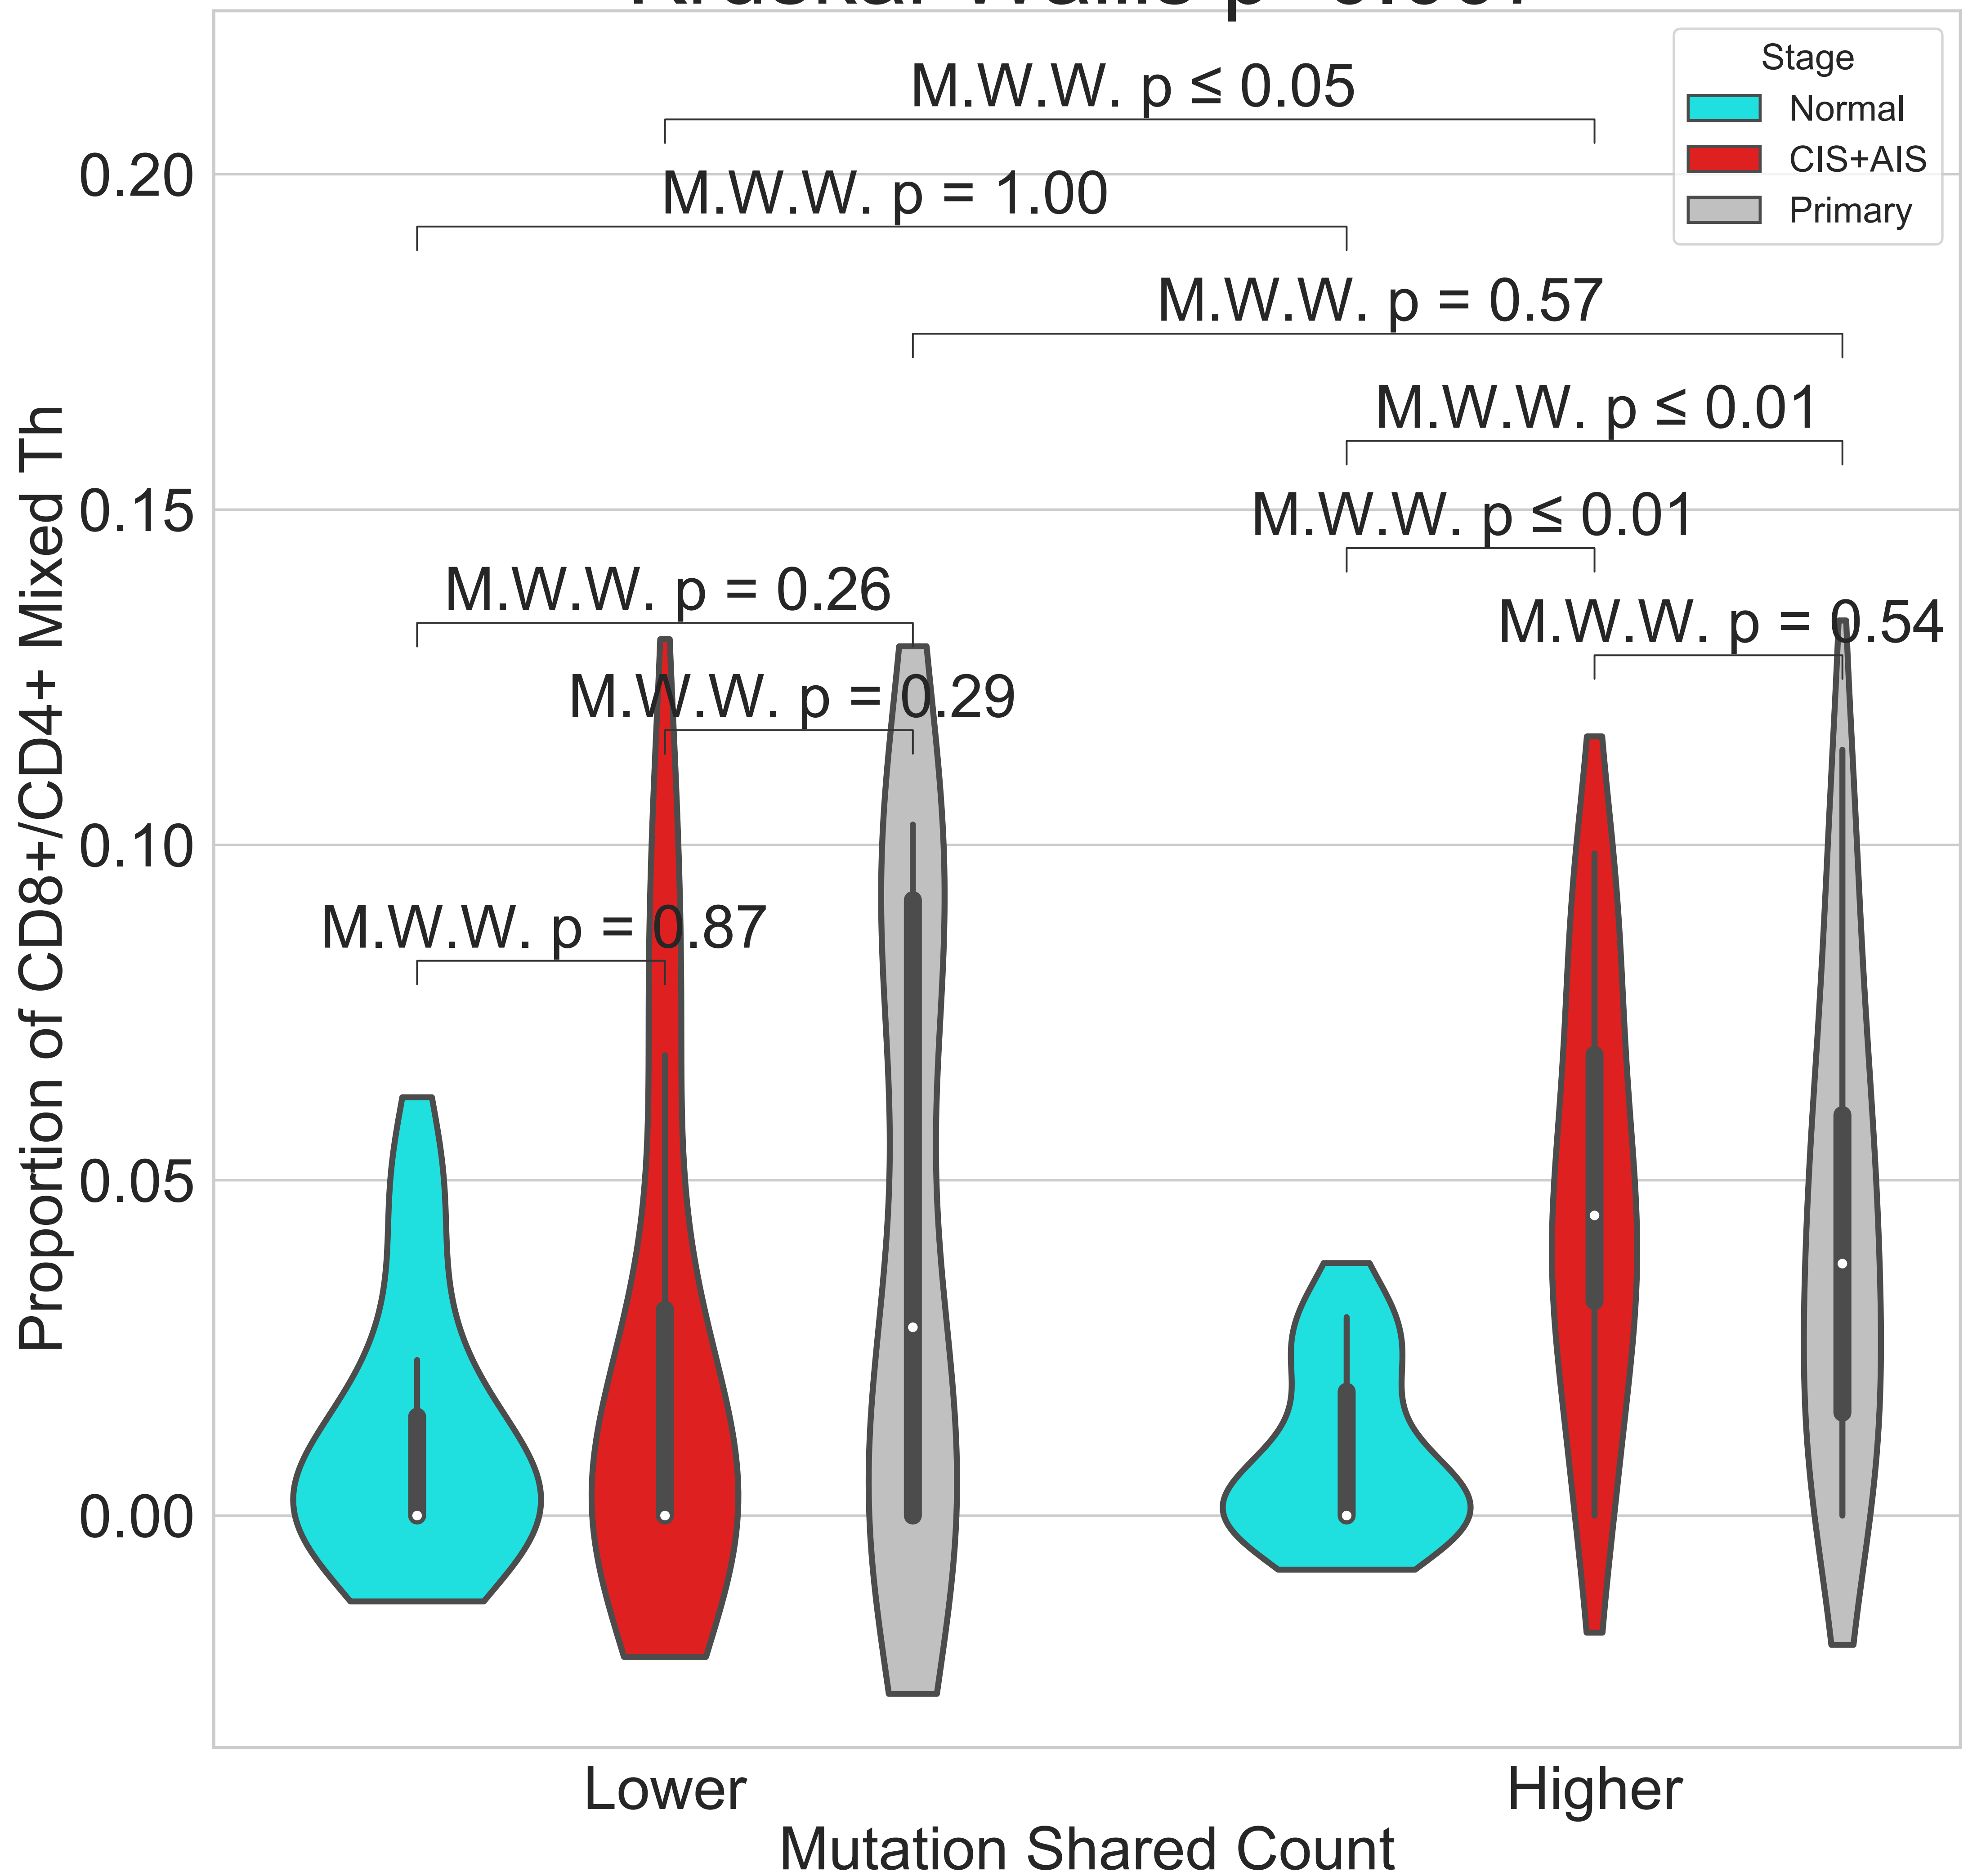 M.W.W. p ≤ 0.05
M.W.W. p = 1.00
M.W.W. p = 0.57
M.W.W. p ≤ 0.01
M.W.W. p ≤ 0.01
M.W.W. p = 0.26
M.W.W. p = 0.54
M.W.W. p = 0.29
M.W.W. p = 0.87
Stage
Normal
CIS+AIS
Primary
0.20
0.15
0.10
0.05
0.00
Proportion of CD8+/CD4+ Mixed Th
Lower
Higher
Mutation Shared Count